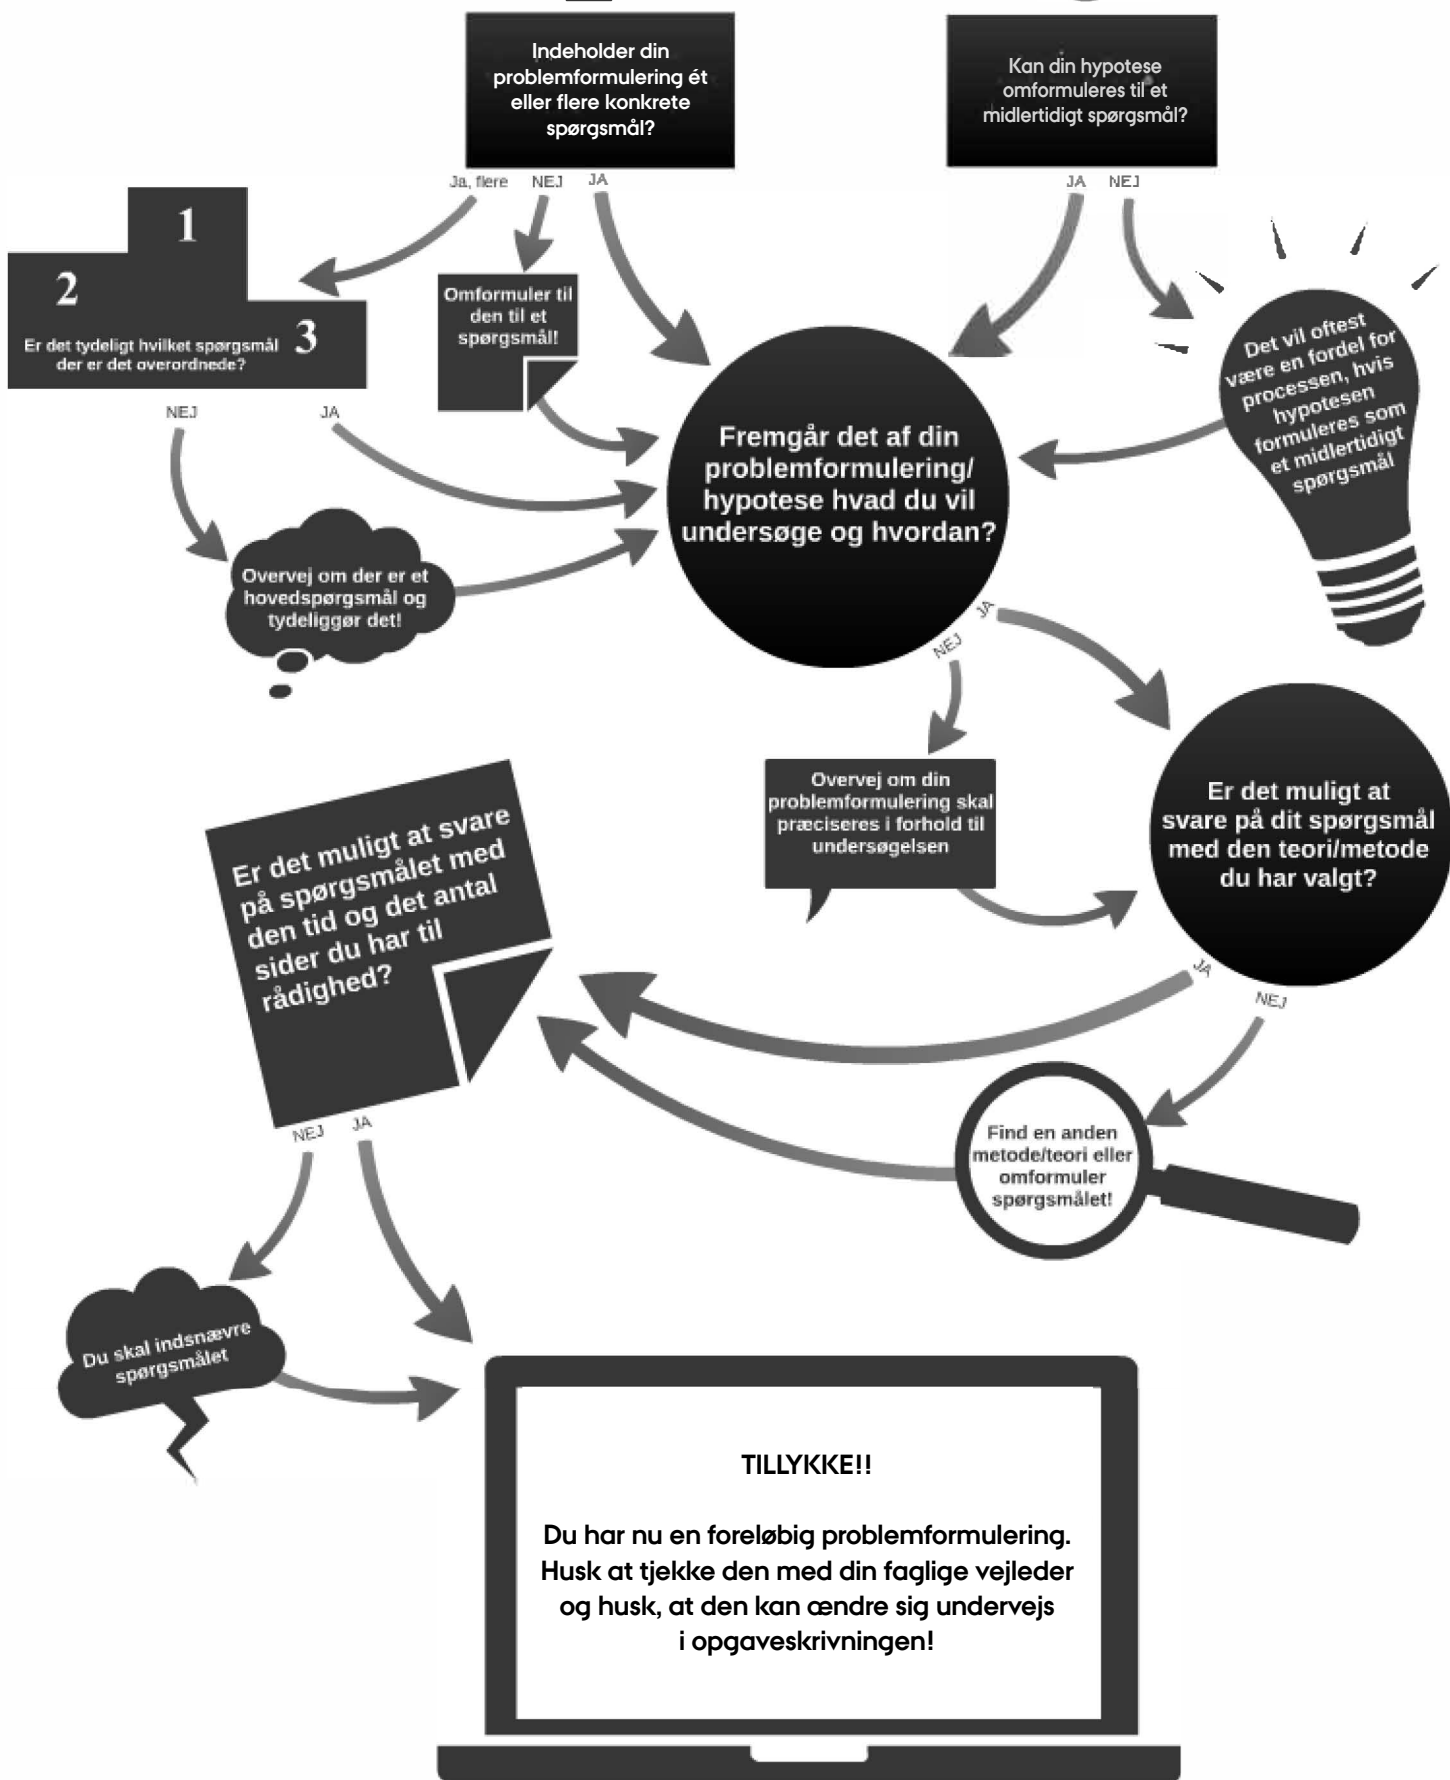 Indeholder din
problemformulering ét
eller flere konkrete
spørgsmål?
Kan din hypotese
omformuleres til et
midlertidigt spørgsmål?
Ja, flere
NEJ
JA
JA
NEJ
1
2
3
Er det tydeligt hvilket spørgsmål
der er det overordnede?
Omformuler til
den til et
spørgsmål!
Det vil oftest
være en fordel for
processen, hvis
hypotesen
formuleres som
et midlertidigt
spørgsmål
NEJ
JA
Fremgår det af din
problemformulering/
hypotese hvad du vil
undersøge og hvordan?
Overvej om der er et
hovedspørgsmål og
tydeliggør det!
JA
NEJ
Overvej om din
problemformulering skal
præciseres i forhold til
undersøgelsen
Er det muligt at
svare på dit spørgsmål
med den teori/metode
du har valgt?
Er det muligt at svare
på spørgsmålet med
den tid og det antal
sider du har til
rådighed?
JA
NEJ
Find en anden
metode/teori eller
omformuler
spørgsmålet!
NEJ
JA
Du skal indsnævre
spørgsmålet
TILLYKKE!!
Du har nu en foreløbig problemformulering.
Husk at tjekke den med din faglige vejleder
og husk, at den kan ændre sig undervejs
i opgaveskrivningen!